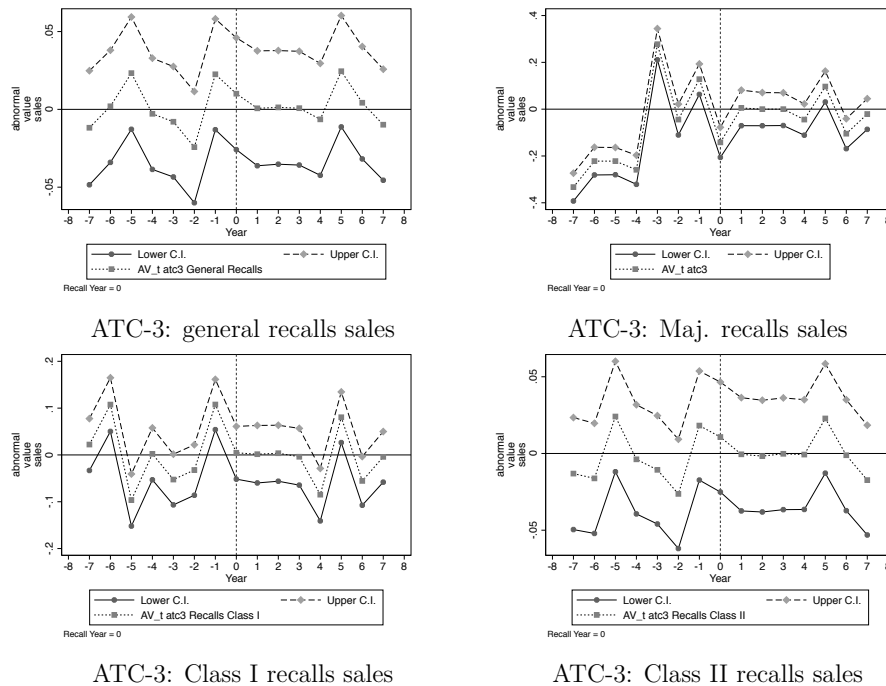 abnormal value sales
.05
0
-.05
-8 -7 -6 -5 -4 -3 -2 -1 0 1 2 3 4 5 6 7 8
Year
Lower C.I. Upper C.I.
AV_t atc3 General Recalls
Recall Year = 0
ATC-3: general recalls sales
abnormal value sales
.4
.2
0
-.2
-.4
-8 -7 -6 -5 -4 -3 -2 -1 0 1 2 3 4 5 6 7 8
Year
Lower C.I. Upper C.I.
AV_t atc3
Recall Year = 0
ATC-3: Maj. recalls sales
abnormal value sales
.2
.1
0
-.1
-.2
-8 -7 -6 -5 -4 -3 -2 -1 0 1 2 3 4 5 6 7 8
Year
Lower C.I. Upper C.I.
AV_t atc3 Recalls Class I
Recall Year = 0
ATC-3: Class I recalls sales
abnormal value sales
.05
0
-.05
-8 -7 -6 -5 -4 -3 -2 -1 0 1 2 3 4 5 6 7 8
Year
Lower C.I. Upper C.I.
AV_t atc3 Recalls Class II
Recall Year = 0
ATC-3: Class II recalls sales